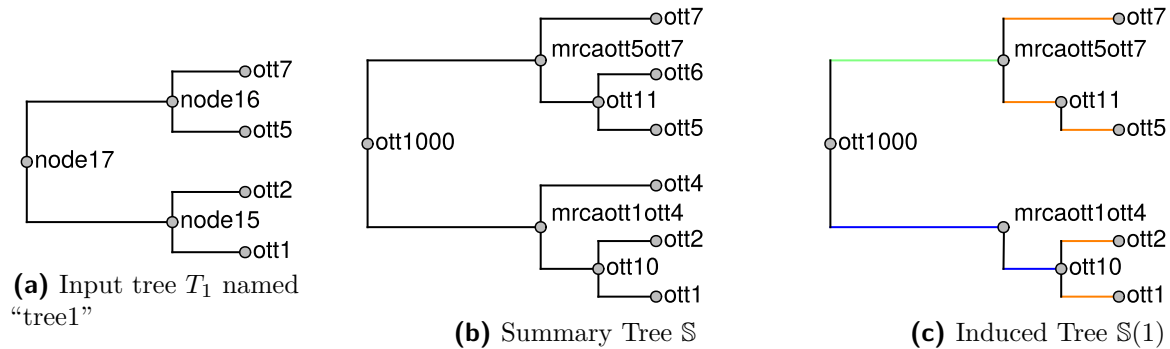 ott7
node16
ott5
node17
ott2
node15
ott1
(a) Input tree T₁ named
“tree1”
ott7
mrcaott5ott7
ott6
ott11
ott5
ott1000
ott4
mrcaott1ott4
ott2
ott10
ott1
(b) Summary Tree 𝕊
ott7
mrcaott5ott7
ott11
ott5
ott1000
mrcaott1ott4
ott2
ott10
ott1
(c) Induced Tree 𝕊(1)